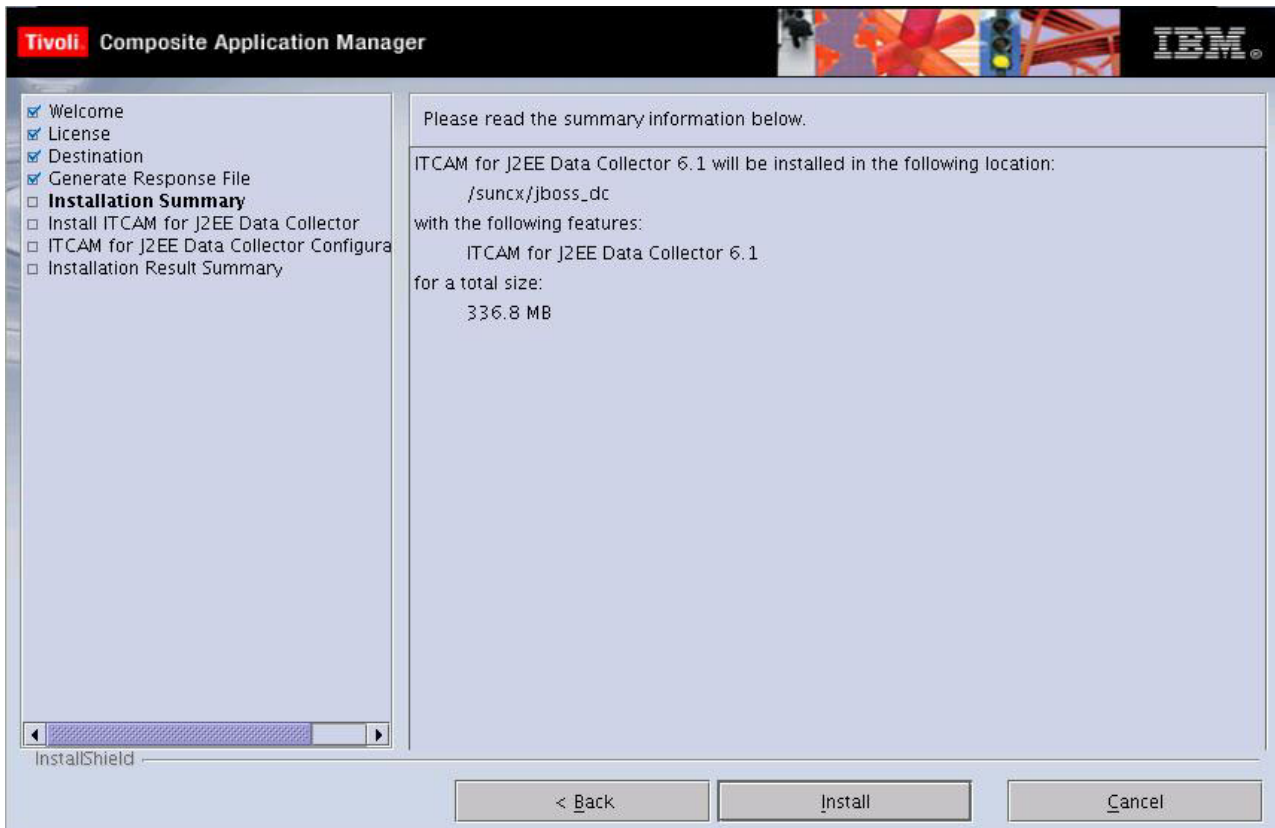 Tivoli. Composite Application Manager
IBM®
Welcome
License
Destination
Generate Response File
Installation Summary
Install ITCAM for J2EE Data Collector
ITCAM for J2EE Data Collector Configura
Installation Result Summary
Please read the summary information below.
ITCAM for J2EE Data Collector 6.1 will be installed in the following location:
/suncx/jboss_dc
with the following features:
ITCAM for J2EE Data Collector 6.1
for a total size:
336.8 MB
InstallShield
< Back
Install
Cancel